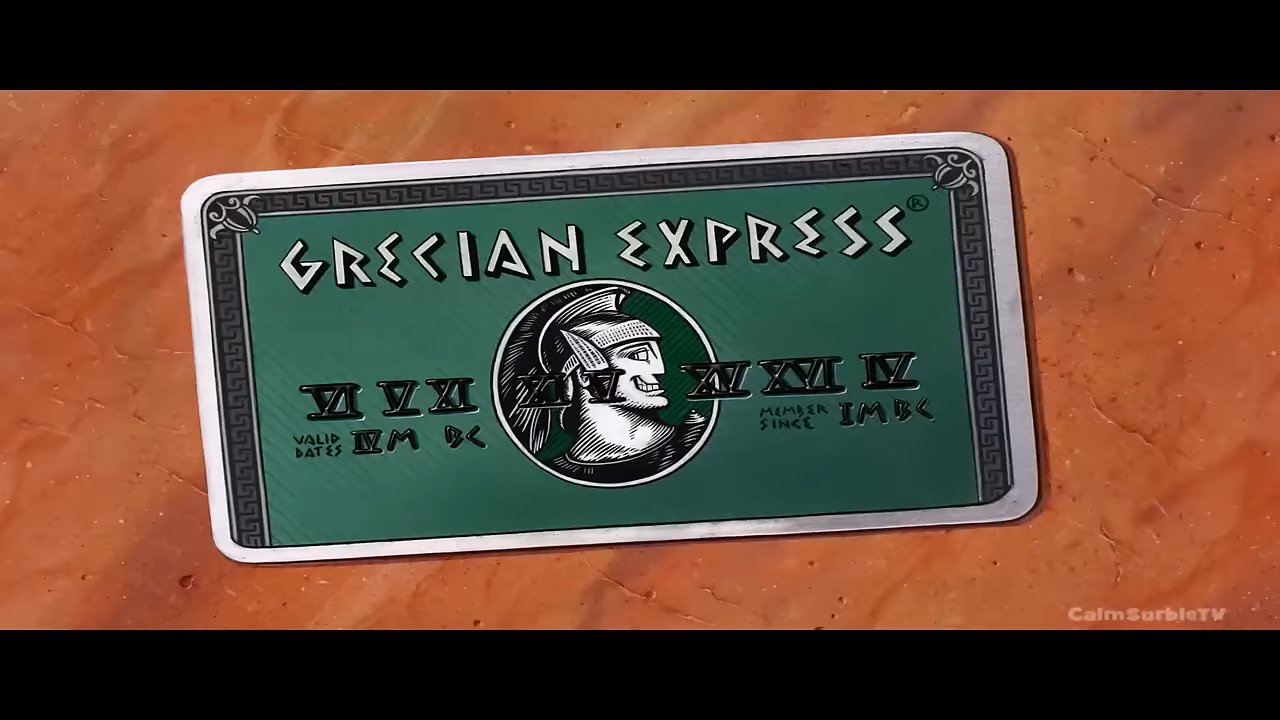 GRECIAN EXPRESS®
VI V XI XI V XV XVI IV
VALID DATES IVM BC
MEMBER SINCE IM BC
CalmSurbleTV